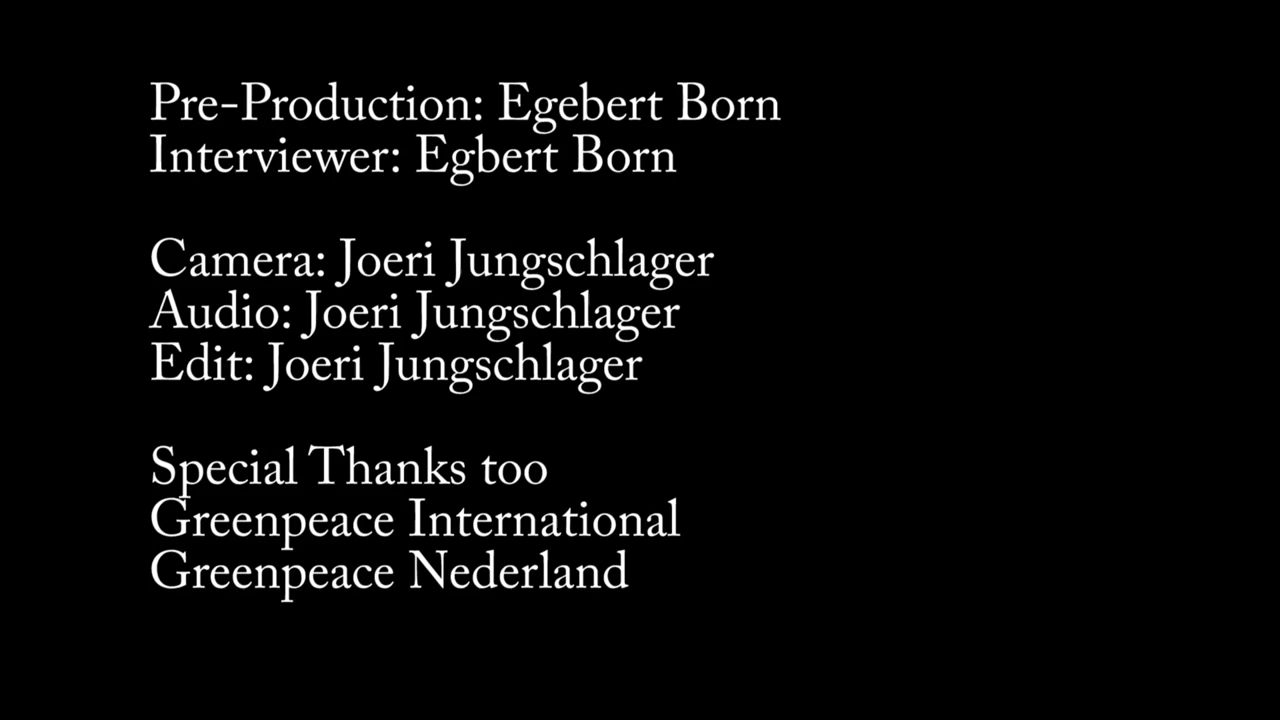 Pre-Production: Egebert Born
Interviewer: Egbert Born
Camera: Joeri Jungschlager
Audio: Joeri Jungschlager
Edit: Joeri Jungschlager
Special Thanks too
Greenpeace International
Greenpeace Nederland